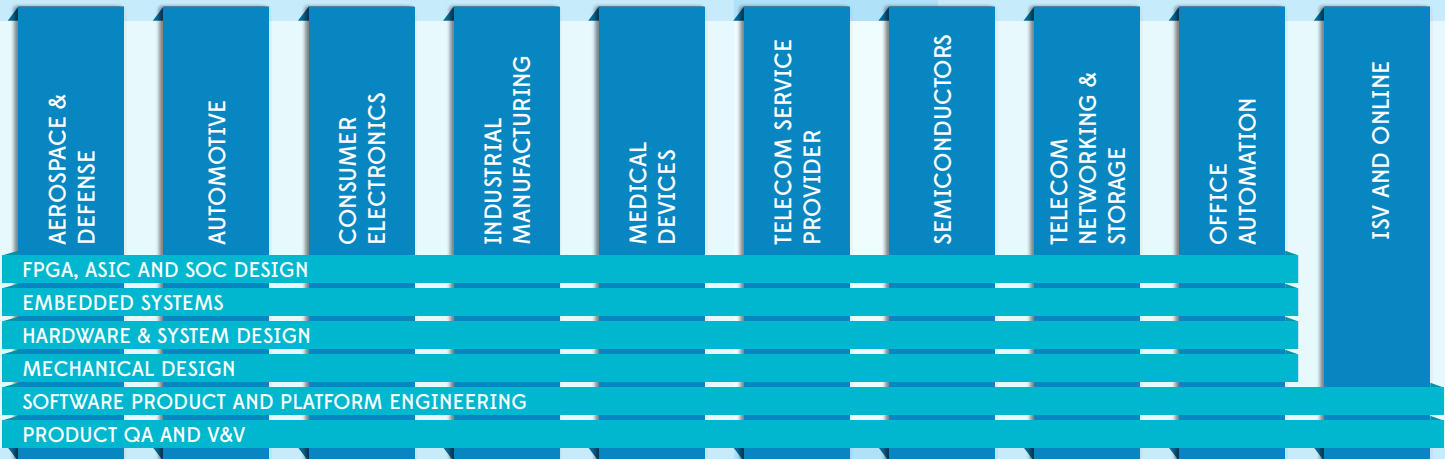 AEROSPACE &
DEFENSE
AUTOMOTIVE
CONSUMER
ELECTRONICS
INDUSTRIAL
MANUFACTURING
MEDICAL
DEVICES
TELECOM SERVICE
PROVIDER
SEMICONDUCTORS
TELECOM
NETWORKING &
STORAGE
OFFICE
AUTOMATION
ISV AND ONLINE
FPGA, ASIC AND SOC DESIGN
EMBEDDED SYSTEMS
HARDWARE & SYSTEM DESIGN
MECHANICAL DESIGN
SOFTWARE PRODUCT AND PLATFORM ENGINEERING
PRODUCT QA AND V&V